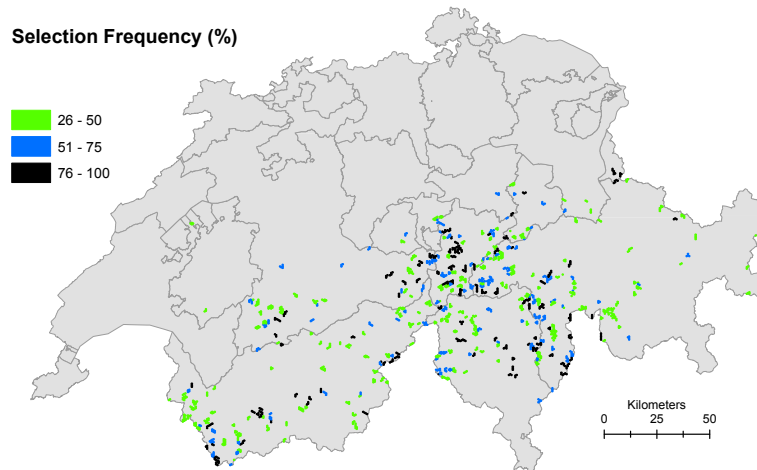 Selection Frequency (%)
26 - 50
51 - 75
76 - 100
Kilometers
0 25 50